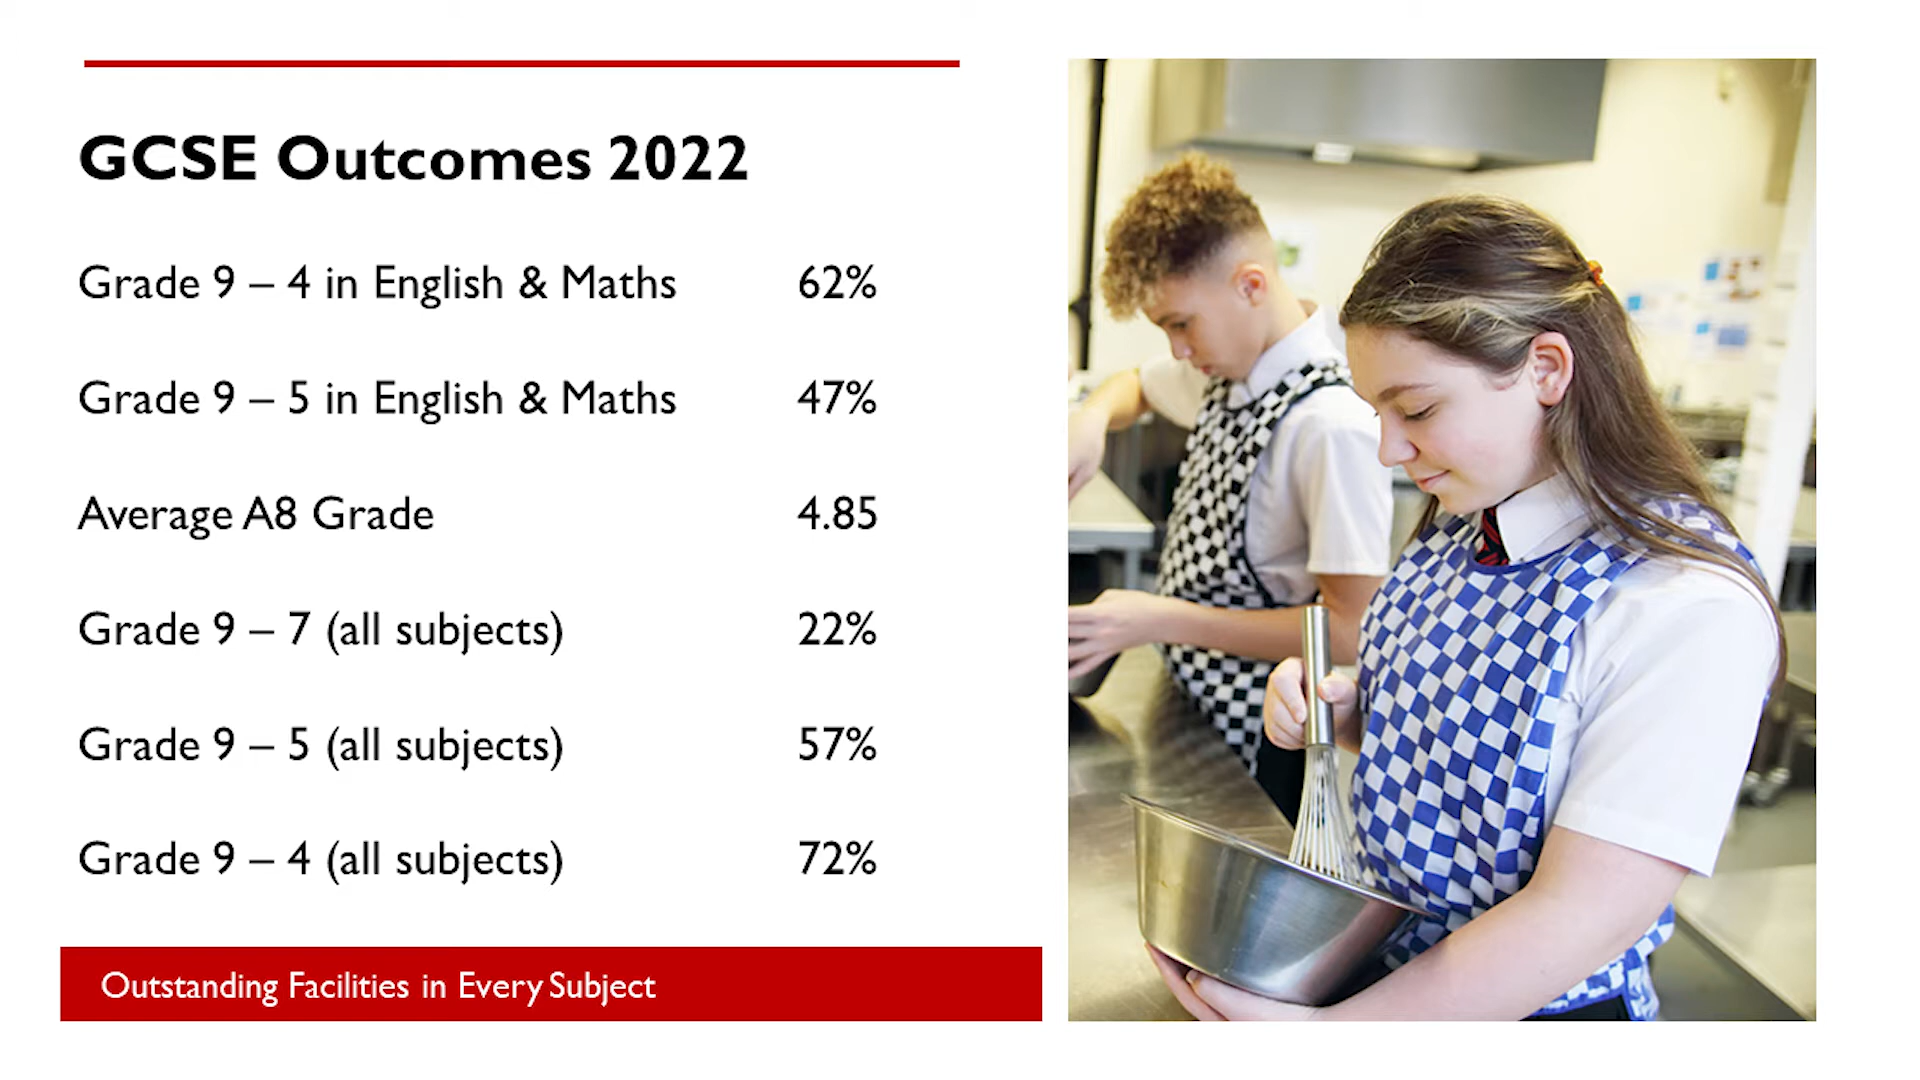 GCSE Outcomes 2022
Grade 9 – 4 in English & Maths 62%
Grade 9 – 5 in English & Maths 47%
Average A8 Grade 4.85
Grade 9 – 7 (all subjects) 22%
Grade 9 – 5 (all subjects) 57%
Grade 9 – 4 (all subjects) 72%
Outstanding Facilities in Every Subject